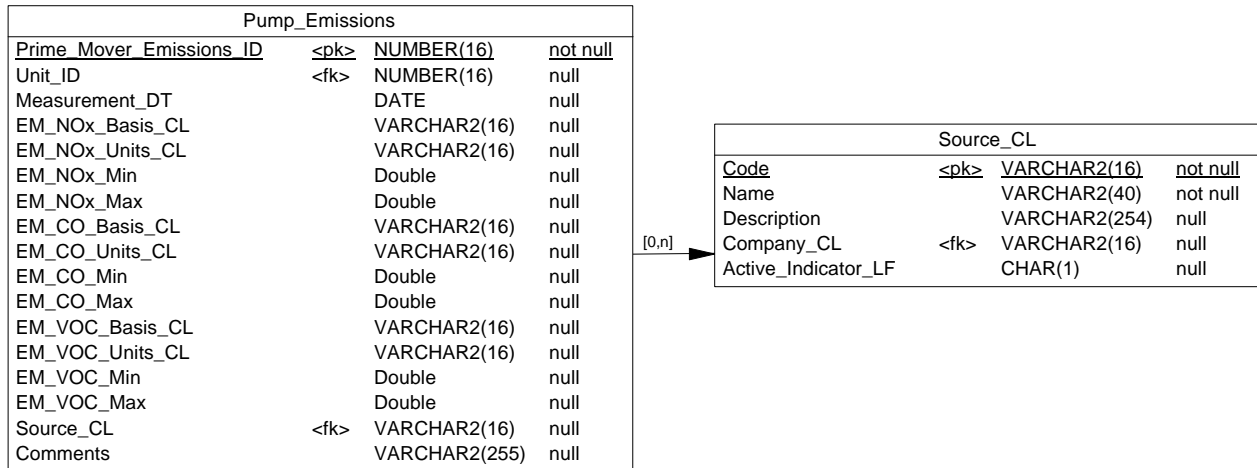 Pump_Emissions
Prime_Mover_Emissions_ID <pk> NUMBER(16) not null
Unit_ID <fk> NUMBER(16) null
Measurement_DT DATE null
EM_NOx_Basis_CL VARCHAR2(16) null
EM_NOx_Units_CL VARCHAR2(16) null
EM_NOx_Min Double null
EM_NOx_Max Double null
EM_CO_Basis_CL VARCHAR2(16) null
EM_CO_Units_CL VARCHAR2(16) null
EM_CO_Min Double null
EM_CO_Max Double null
EM_VOC_Basis_CL VARCHAR2(16) null
EM_VOC_Units_CL VARCHAR2(16) null
EM_VOC_Min Double null
EM_VOC_Max Double null
Source_CL <fk> VARCHAR2(16) null
Comments VARCHAR2(255) null
[0,n]
Source_CL
Code <pk> VARCHAR2(16) not null
Name VARCHAR2(40) not null
Description VARCHAR2(254) null
Company_CL <fk> VARCHAR2(16) null
Active_Indicator_LF CHAR(1) null